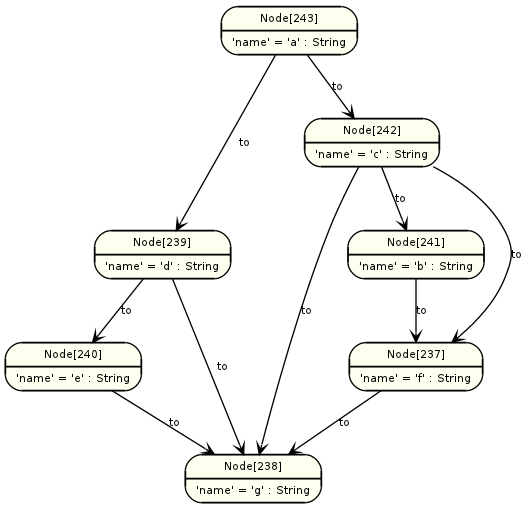 Node[243]
'name' = 'a' : String
to
Node[242]
'name' = 'c' : String
to
to
Node[239]
'name' = 'd' : String
Node[241]
'name' = 'b' : String
to
to
to
to
Node[240]
'name' = 'e' : String
Node[237]
'name' = 'f' : String
to
to
to
Node[238]
'name' = 'g' : String